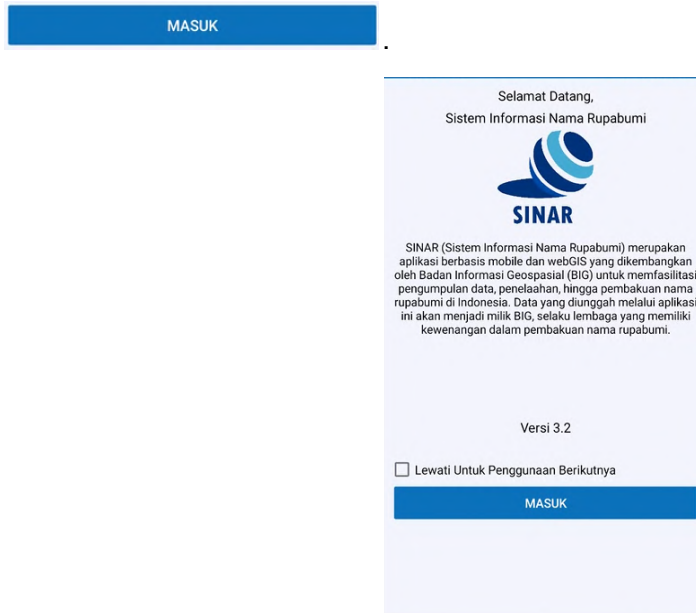 MASUK
.
Selamat Datang,
Sistem Informasi Nama Rupabumi
SINAR
SINAR (Sistem Informasi Nama Rupabumi) merupakan
aplikasi berbasis mobile dan webGIS yang dikembangkan
oleh Badan Informasi Geospasial (BIG) untuk memfasilitasi
pengumpulan data, penelaahan, hingga pembakuan nama
rupabumi di Indonesia. Data yang diunggah melalui aplikasi
ini akan menjadi milik BIG, selaku lembaga yang memiliki
kewenangan dalam pembakuan nama rupabumi.
Versi 3.2
Lewati Untuk Penggunaan Berikutnya
MASUK